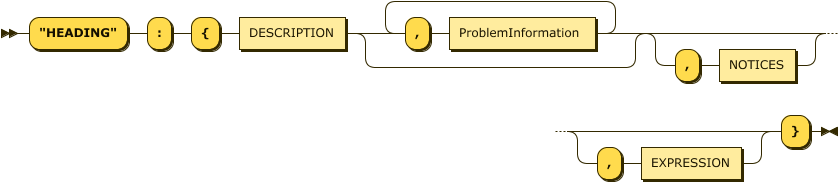 "HEADING" : { DESCRIPTION , ProblemInformation
, NOTICES
}
, EXPRESSION